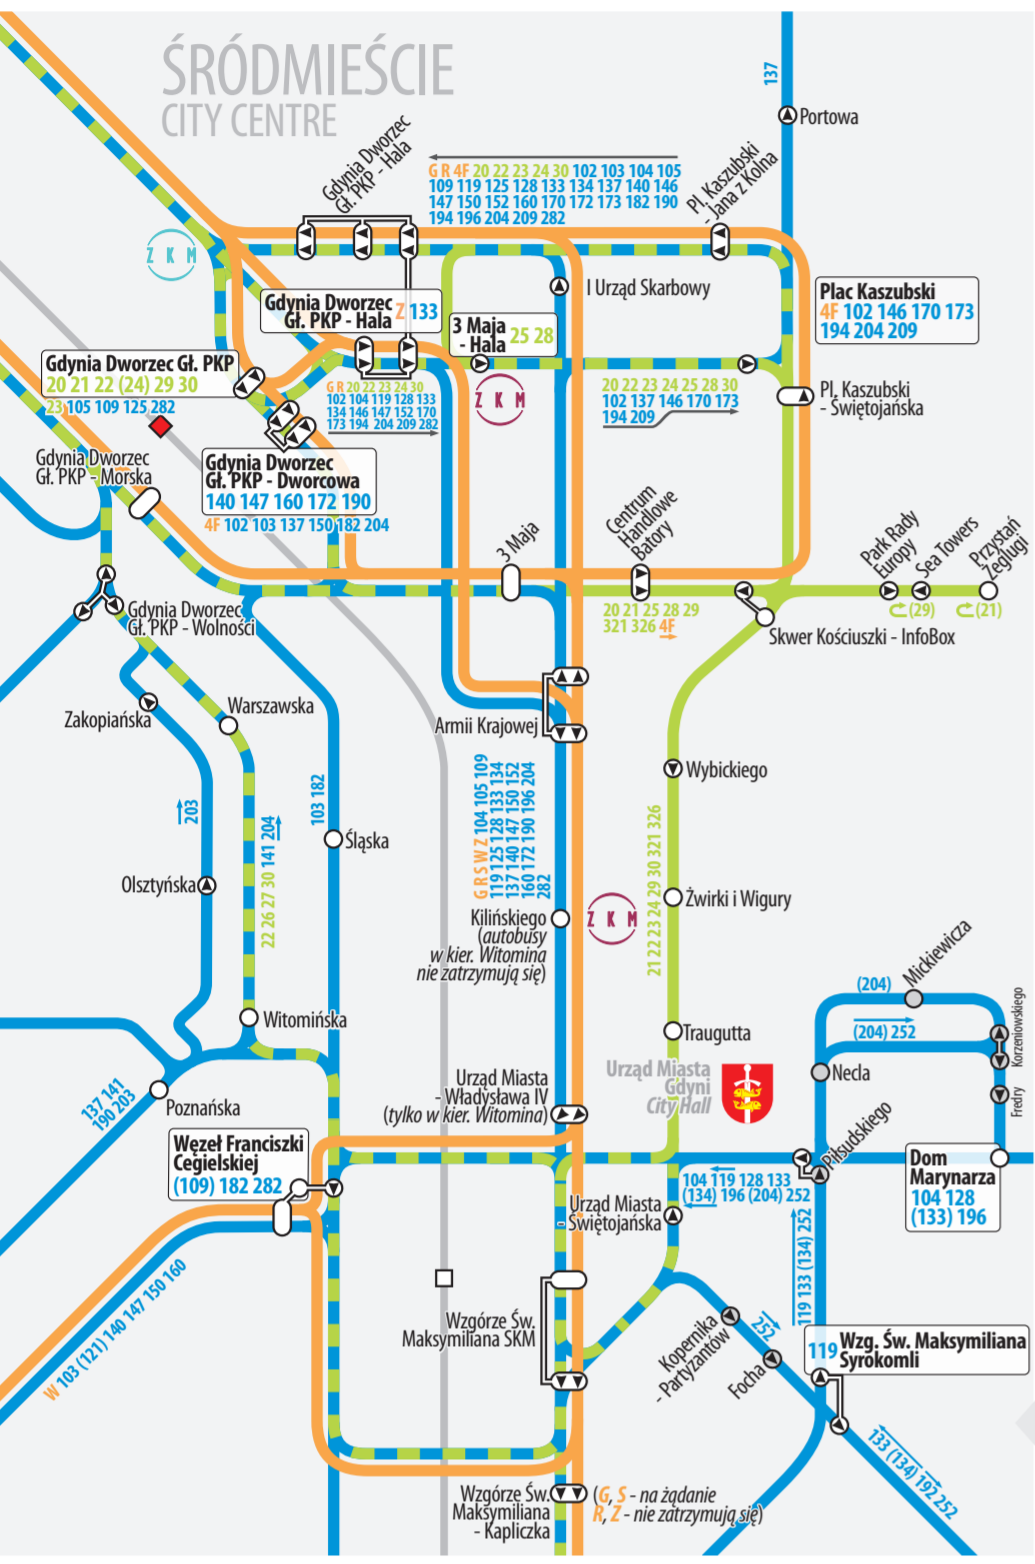 ŚRÓDMIEŚCIE
CITY CENTRE
137
Portowa
Gdynia Dworzec
Gł. PKP - Hala
G R 4F 20 22 23 24 30 102 103 104 105
109 119 125 128 133 134 137 140 146
147 150 152 160 170 172 173 182 190
194 196 204 209 282
Pl. Kaszubski
- Jana z Kolna
Z K M
I Urząd Skarbowy
Gdynia Dworzec
Gł. PKP - Hala
Z 133
3 Maja
- Hala
25 28
Plac Kaszubski
4F 102 146 170 173
194 204 209
Gdynia Dworzec Gł. PKP
20 21 22 (24) 29 30
23 105 109 125 282
G R 20 22 23 24 30
102 104 119 128 133
134 146 147 152 170
173 194 204 209 282
Z K M
20 22 23 24 25 28 30
102 137 146 170 173
194 209
Pl. Kaszubski
- Świętojańska
Gdynia Dworzec
Gł. PKP - Morska
Gdynia Dworzec
Gł. PKP - Dworcowa
140 147 160 172 190
4F 102 103 137 150 182 204
3 Maja
Centrum
Handlowe
Batory
20 21 25 28 29
321 326 4F
Park Rady
Europy
Sea Towers
Przystań
Żeglugi
(29)
(21)
Skwer Kościuszki - InfoBox
Gdynia Dworzec
Gł. PKP - Wolności
Zakopiańska
Warszawska
Armii Krajowej
Wybickiego
203
22 26 27 30 141 204
103 182
Śląska
Olsztyńska
G R S W Z 104 105 109
119 125 128 133 134
137 140 147 150 152
160 172 190 196 204
282
21 22 23 24 29 30 321 326
Kilińskiego
(autobusy
w kier. Witomina
nie zatrzymują się)
Z K M
Żwirki i Wigury
Witomińska
Traugutta
Mickiewicza
(204)
(204) 252
Korzeniowskiego
Fredry
Necla
Urząd Miasta
Gdyni
City Hall
Urząd Miasta
- Władysława IV
(tylko w kier. Witomina)
137 141
190 203
Poznańska
Węzeł Franciszki
Cegielskiej
(109) 182 282
Piłsudskiego
104 119 128 133
(134) 196 (204) 252
Dom
Marynarza
104 128
(133) 196
Urząd Miasta
- Świętojańska
119 133 (134) 252
W 103 (121) 140 147 150 160
Wzgórze Św.
Maksymiliana SKM
Kopernika
- Partyzantów
252
Focha
119 Wzg. Św. Maksymiliana
Syrokomli
133 (134) 192 252
Wzgórze Św.
Maksymiliana
- Kapliczka
(G, S - na żądanie
R, Z - nie zatrzymują się)